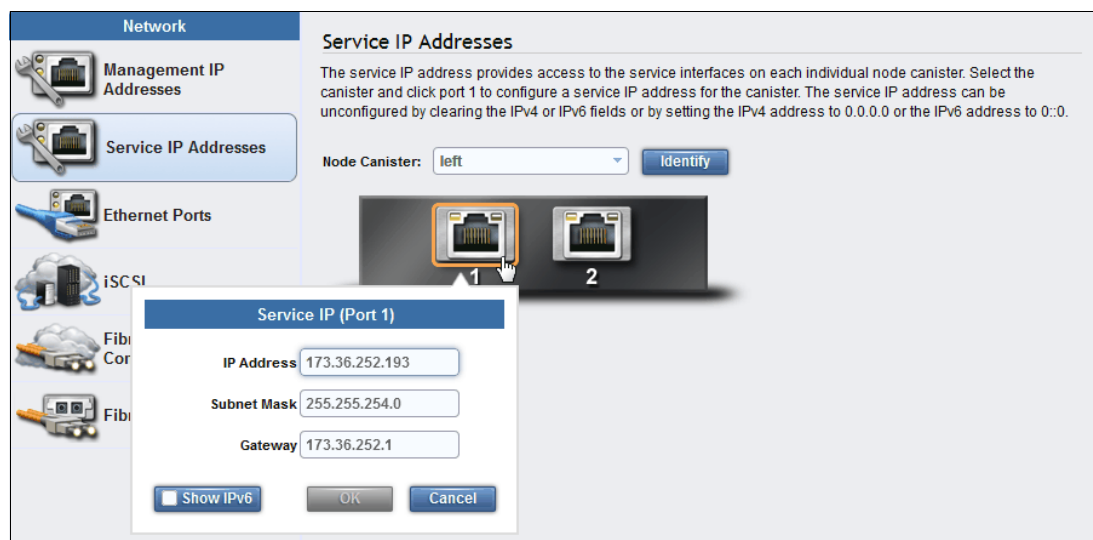 Network
Management IP
Addresses
Service IP Addresses
Ethernet Ports
iSCSI
Service IP Addresses
The service IP address provides access to the service interfaces on each individual node canister. Select the
canister and click port 1 to configure a service IP address for the canister. The service IP address can be
unconfigured by clearing the IPv4 or IPv6 fields or by setting the IPv4 address to 0.0.0.0 or the IPv6 address to 0::0.
Node Canister: left Identify
1 2
Service IP (Port 1)
IP Address 173.36.252.193
Subnet Mask 255.255.254.0
Gateway 173.36.252.1
Show IPv6 OK Cancel